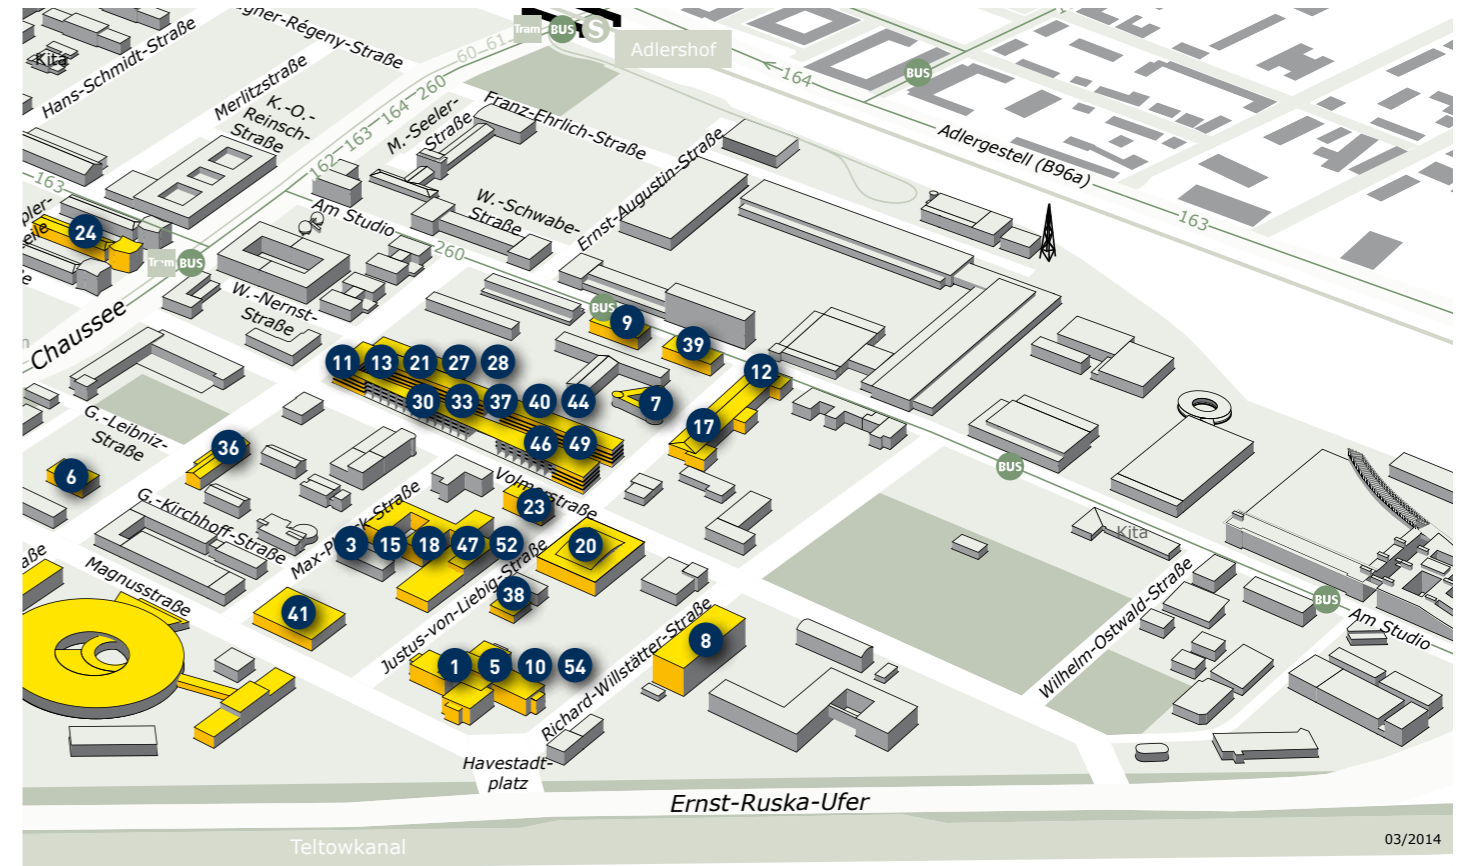 Tram BUS S
Adlershof
Kita
Hans-Schmidt-Straße
gner-Régeny-Straße
Merlitzstraße
K.-O.-
Reinsch-
Straße
162–163–164–260–60–61
M.-Seeler-
Straße
Franz-Ehrlich-Straße
164
BUS
Adlergestell (B96a)
163
163
pler-
eile
24
Tram BUS
Am Studio
W.-Schwabe-
Straße
Ernst-Augustin-Straße
260
W.-Nernst-
Straße
Chaussee
BUS
9
39
12
11 13 21 27 28
30 33 37 40 44
7
17
46 49
G.-Leibniz-
Straße
36
6
BUS
Volmerstraße
23
G.-Kirchhoff-Straße
Max-Planck-Straße
3 15 18 47 52
20
Kita
raße
Magnusstraße
38
41
Justus-von-Liebig-Straße
Richard-Willstätter-Straße
8
1 5 10 54
Wilhelm-Ostwald-Straße
BUS
Am Studio
Havestadt-
platz
Ernst-Ruska-Ufer
Teltowkanal
03/2014